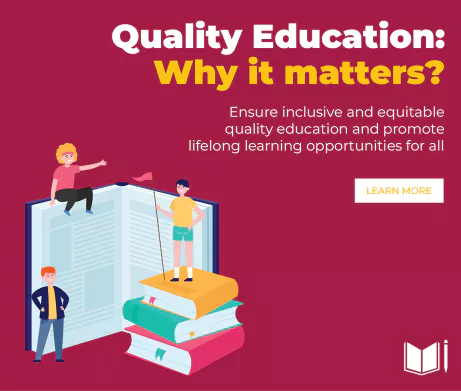 Quality Education:
Why it matters?
Ensure inclusive and equitable
quality education and promote
lifelong learning opportunities for all
LEARN MORE